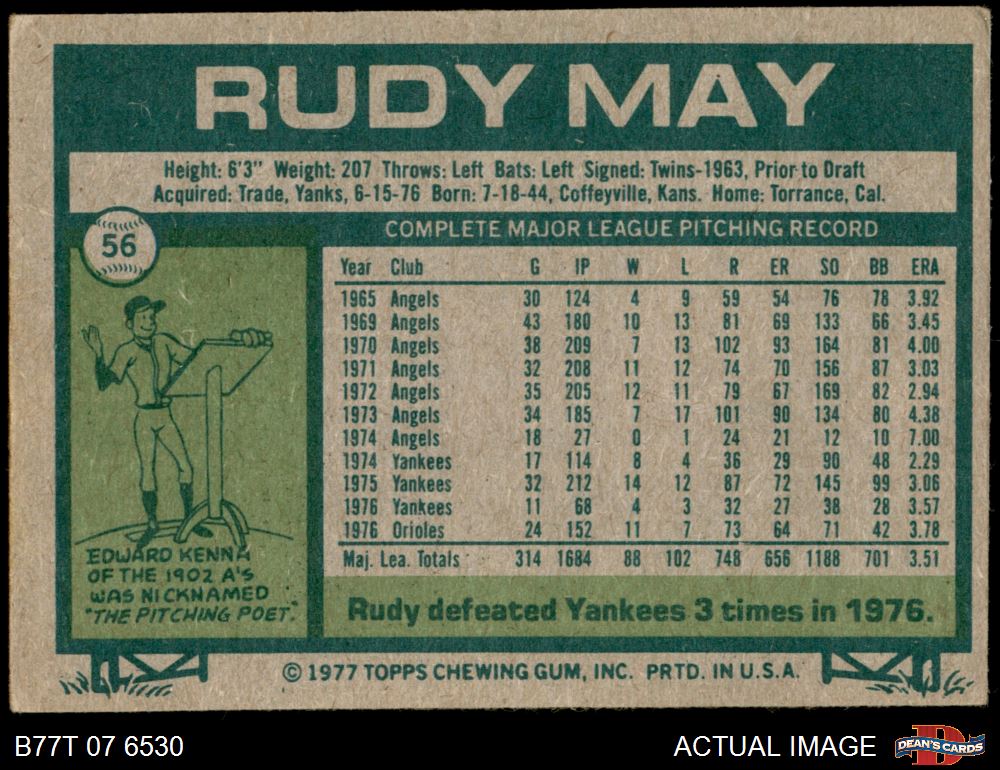 RUDY MAY
Height: 6'3" Weight: 207 Throws: Left Bats: Left Signed: Twins-1963, Prior to Draft
Acquired: Trade, Yanks, 6-15-76 Born: 7-18-44, Coffeyville, Kans. Home: Torrance, Cal.
56
COMPLETE MAJOR LEAGUE PITCHING RECORD
Year Club G IP W L R ER SO BB ERA
1965 Angels 30 124 4 9 59 54 76 78 3.92
1969 Angels 43 180 10 13 81 69 133 66 3.45
1970 Angels 38 209 7 13 102 93 164 81 4.00
1971 Angels 32 208 11 12 74 70 156 87 3.03
1972 Angels 35 205 12 11 79 67 169 82 2.94
1973 Angels 34 185 7 17 101 90 134 80 4.38
1974 Angels 18 27 0 1 24 21 12 10 7.00
1974 Yankees 17 114 8 4 36 29 90 48 2.29
1975 Yankees 32 212 14 12 87 72 145 99 3.06
1976 Yankees 11 68 4 3 32 27 38 28 3.57
1976 Orioles 24 152 11 7 73 64 71 42 3.78
Maj. Lea. Totals 314 1684 88 102 748 656 1188 701 3.51
EDWARD KENNA
OF THE 1902 A'S
WAS NICKNAMED
"THE PITCHING POET."
Rudy defeated Yankees 3 times in 1976.
© 1977 TOPPS CHEWING GUM, INC. PRTD. IN U.S.A.
B77T 07 6530
ACTUAL IMAGE
D
DEAN'S CARDS